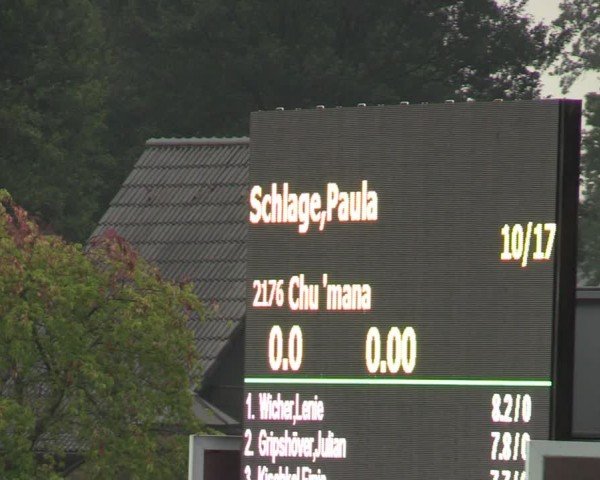 Schlage,Paula
10/17
2176 Chu 'mana
0.0 0.00
1. Wicher,Lenie 8.2/0
2. Gripshöver,Julian 7.8/0
3.